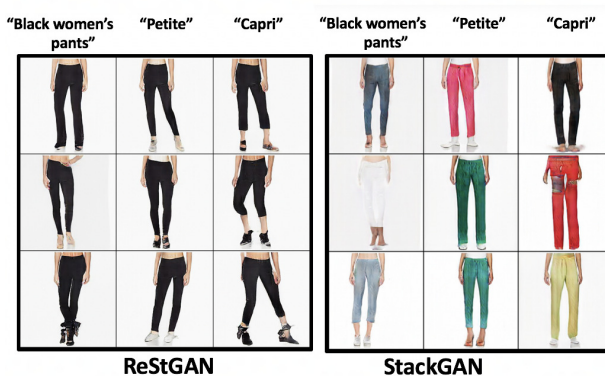 “Black women’s pants”
“Petite”
“Capri”
“Black women’s pants”
“Petite”
“Capri”
ReStGAN
StackGAN